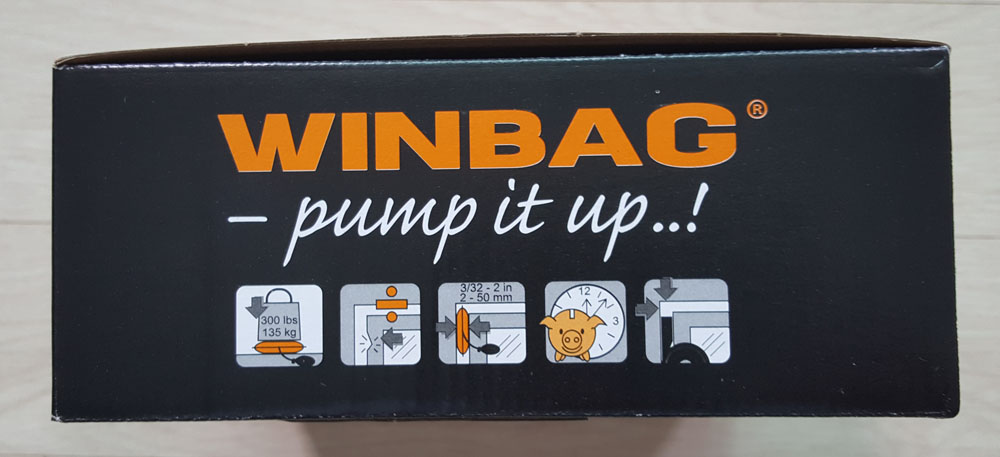 WINBAG®
– pump it up..!
300 lbs
135 kg
3/32 - 2 in
2 - 50 mm
12
3